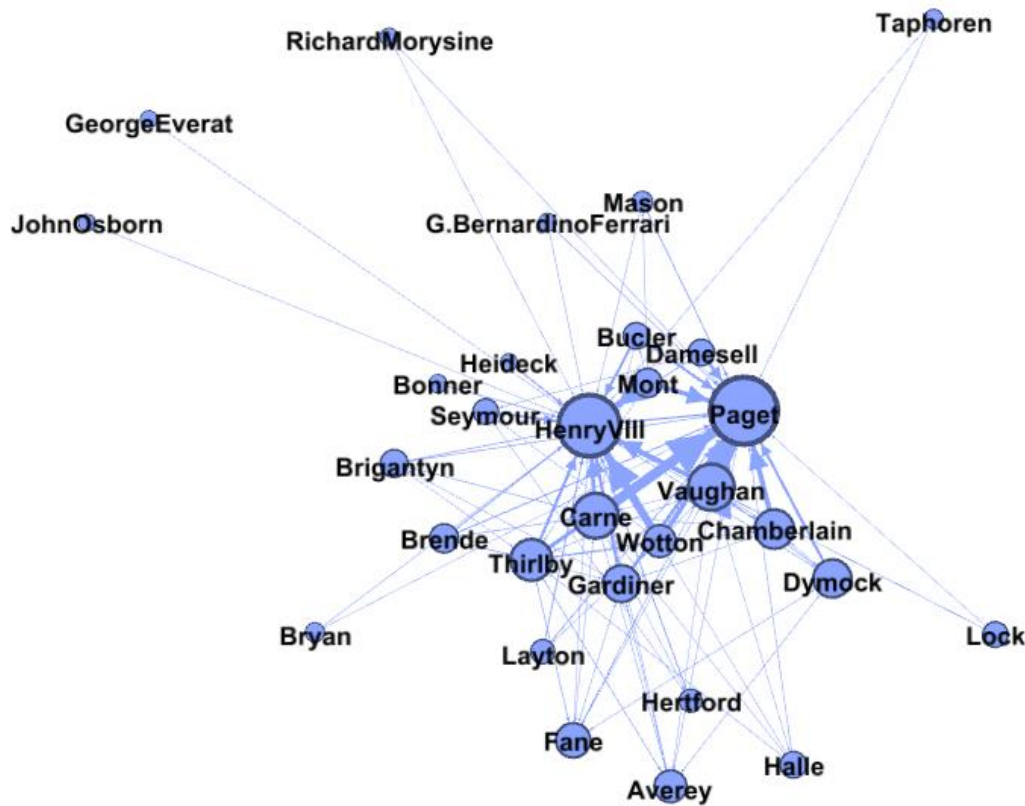 Taphoren
RichardMorysine
GeorgeEverat
Mason
JohnOsborn
G.BernardinoFerrari
Bucler
Damesell
Heideck
Bonner
Mont
Seymour
HenryVIII
Paget
Brigantyn
Vaughan
Carne
Chamberlain
Brende
Wotton
Thirlby
Gardiner
Dymock
Bryan
Layton
Lock
Hertford
Fane
Halle
Averey